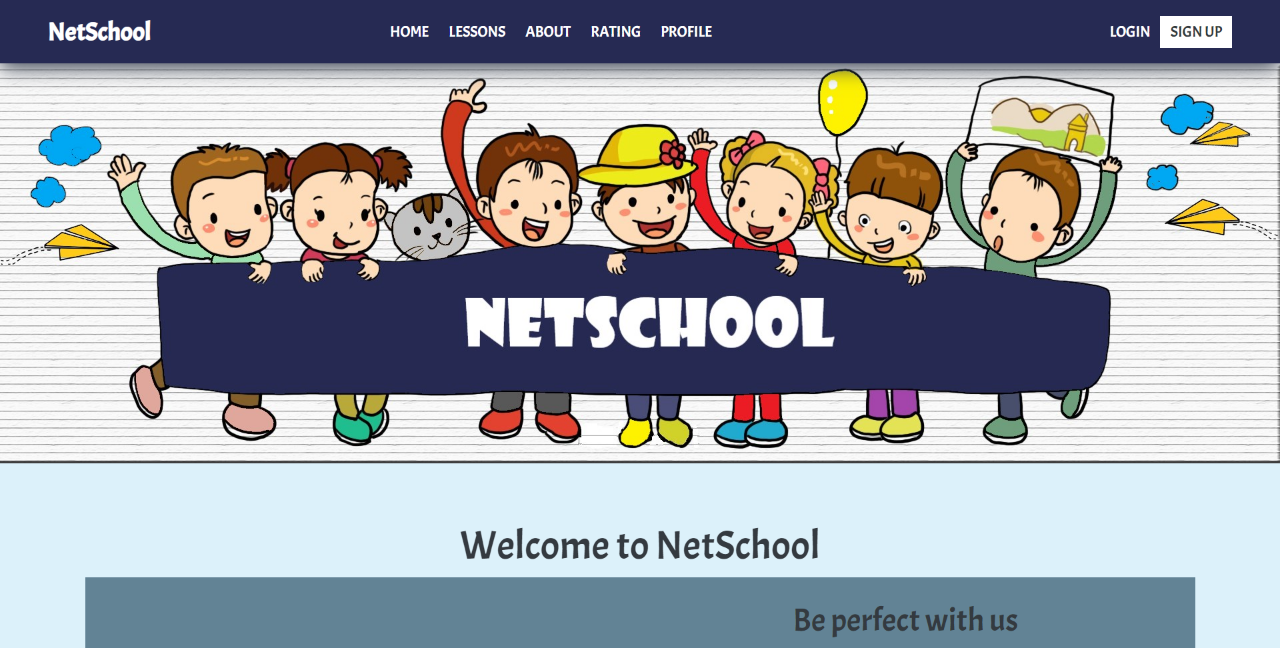 NetSchool HOME LESSONS ABOUT RATING PROFILE LOGIN SIGN UP
NETSCHOOL
Welcome to NetSchool
Be perfect with us